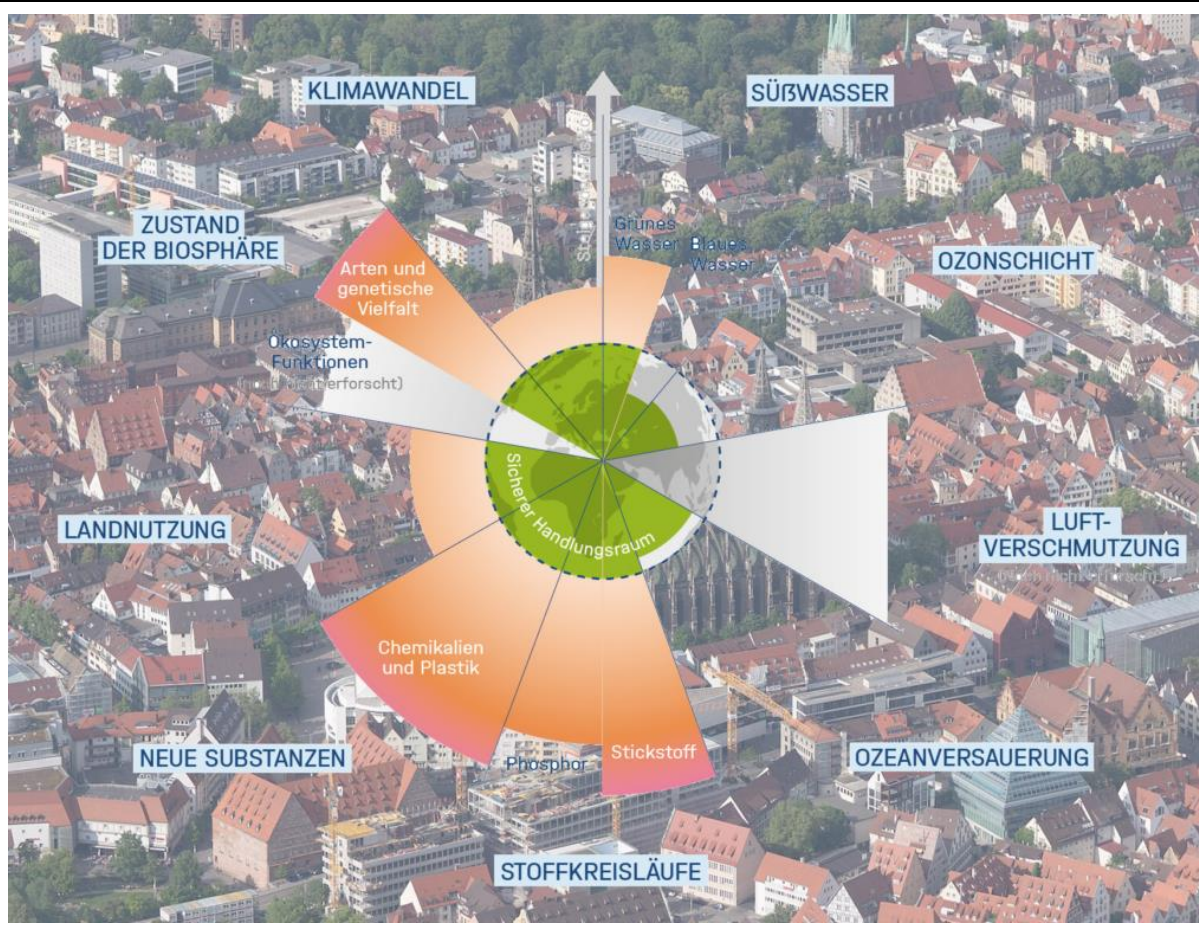 KLIMAWANDEL
SÜẞWASSER
ZUSTAND
DER BIOSPHÄRE
Grünes
Wasser
Blaues
Wasser
OZONSCHICHT
Arten und
genetische
Vielfalt
Ökosystem-
Funktionen
Sicherer Handlungsraum
LANDNUTZUNG
LUFT-
VERSCHMUTZUNG
Chemikalien
und Plastik
NEUE SUBSTANZEN
Phosphor
Stickstoff
OZEANVERSAUERUNG
STOFFKREISLÄUFE